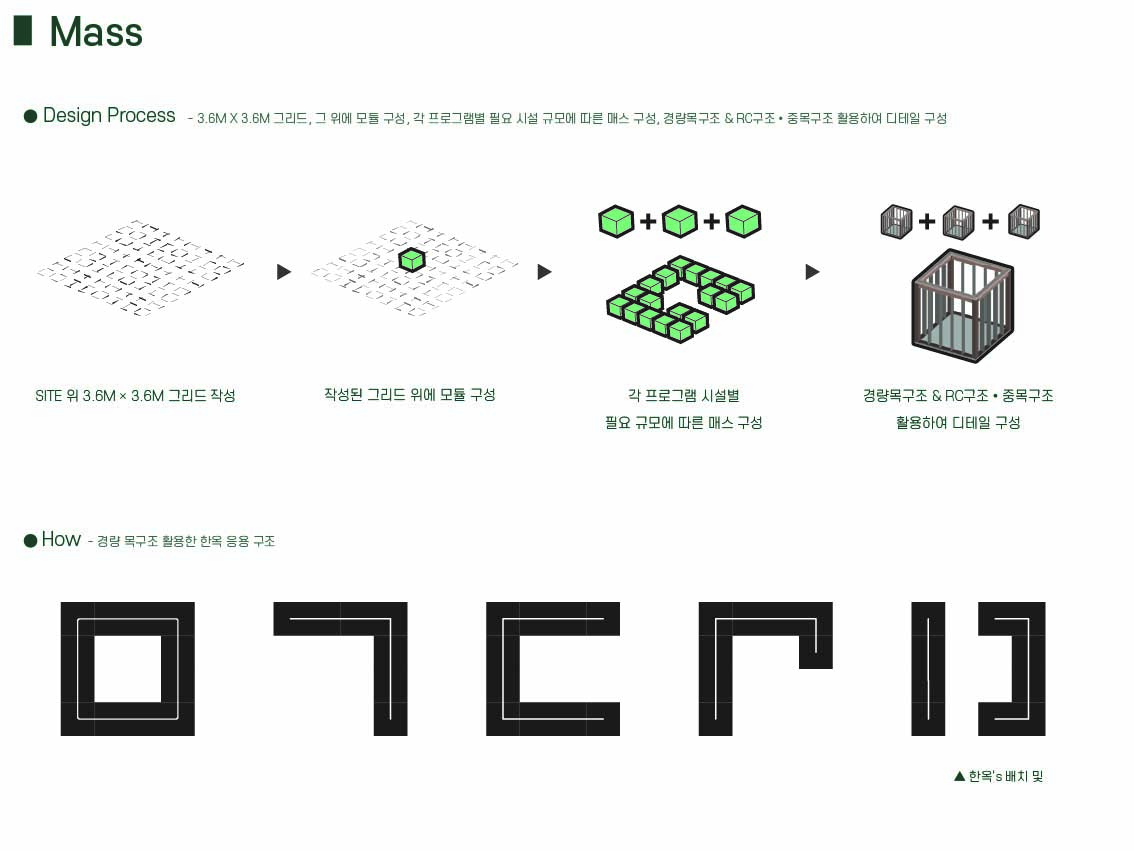 Mass
● Design Process - 3.6M X 3.6M 그리드, 그 위에 모듈 구성, 각 프로그램별 필요 시설 규모에 따른 매스 구성, 경량목구조 & RC구조 • 중목구조 활용하여 디테일 구성
SITE 위 3.6M × 3.6M 그리드 작성
작성된 그리드 위에 모듈 구성
각 프로그램 시설별
필요 규모에 따른 매스 구성
경량목구조 & RC구조 • 중목구조
활용하여 디테일 구성
● How - 경량 목구조 활용한 한옥 응용 구조
▲ 한옥's 배치 및